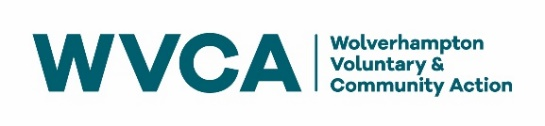 WVCA
Wolverhampton
Voluntary &
Community Action